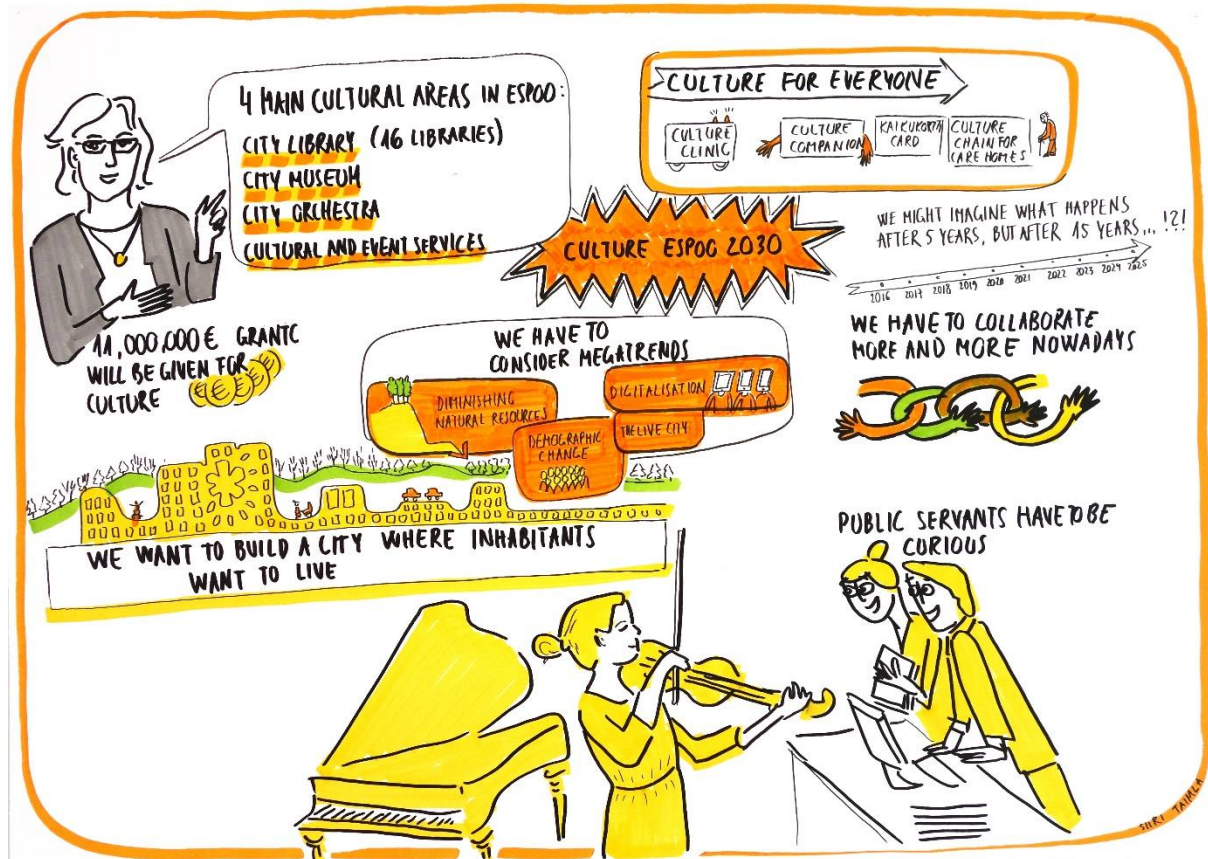 4 MAIN CULTURAL AREAS IN ESPOO:
CITY LIBRARY (16 LIBRARIES)
CITY MUSEUM
CITY ORCHESTRA
CULTURAL AND EVENT SERVICES
11,000,000 € GRANTC
WILL BE GIVEN FOR
CULTURE €€€€€
CULTURE FOR EVERYONE
CULTURE
CLINIC
CULTURE
COMPANION
KAIKUKORTTI
CARD
CULTURE
CHAIN FOR
CARE HOMES
CULTURE ESPOO 2030
WE MIGHT IMAGINE WHAT HAPPENS
AFTER 5 YEARS, BUT AFTER 15 YEARS... !?!
2016 2017 2018 2019 2020 2021 2022 2023 2024 2025
WE HAVE TO
CONSIDER MEGATRENDS
DIMINISHING
NATURAL RESOURCES
DIGITALISATION
THE LIVE CITY
DEMOGRAPHIC
CHANGE
WE HAVE TO COLLABORATE
MORE AND MORE NOWADAYS
WE WANT TO BUILD A CITY WHERE INHABITANTS
WANT TO LIVE
PUBLIC SERVANTS HAVE TO BE
CURIOUS
SIIRI TAIMLA